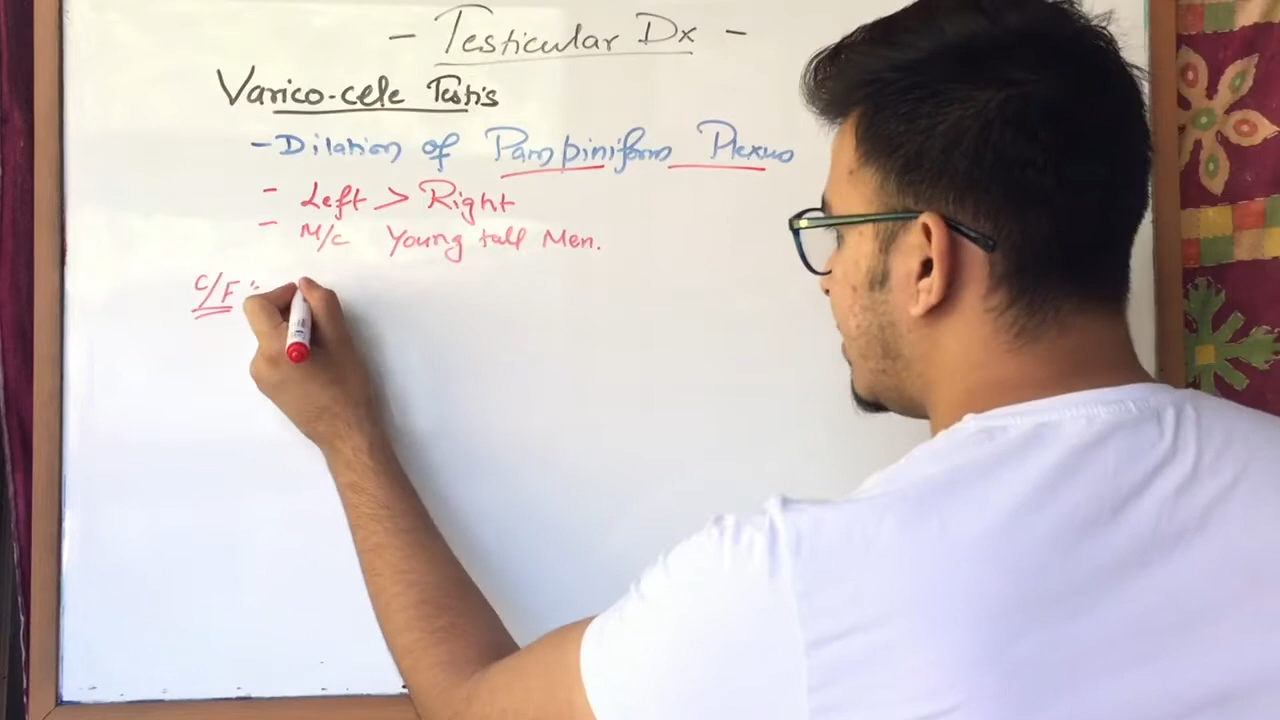 - Testicular Dx -
Varico-cele Testis
- Dilation of Pampiniform Plexus
- Left > Right
- M/c Young tall Men.
C/F :